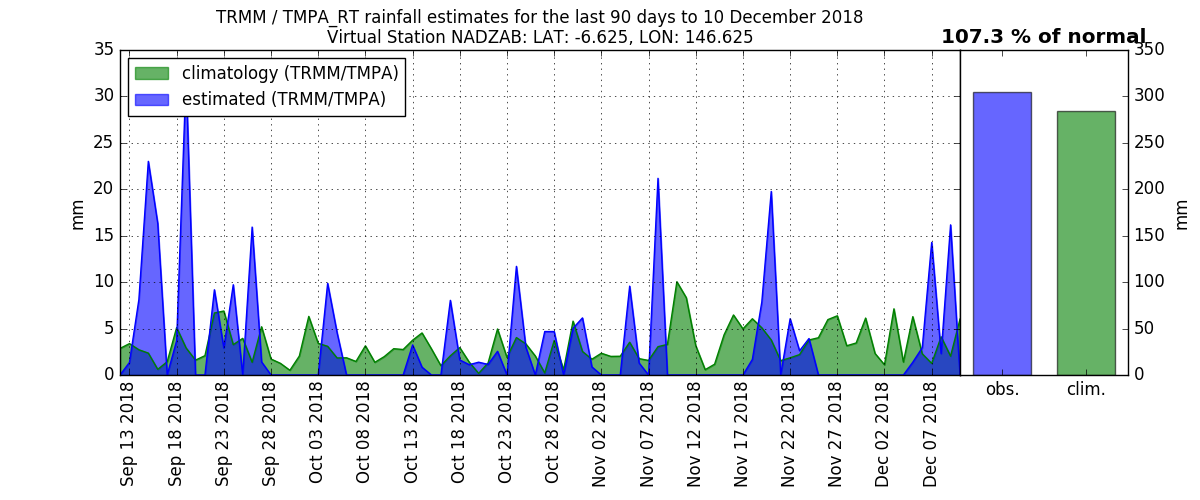 TRMM / TMPA_RT rainfall estimates for the last 90 days to 10 December 2018
Virtual Station NADZAB: LAT: -6.625, LON: 146.625
107.3 % of normal
climatology (TRMM/TMPA)
estimated (TRMM/TMPA)
35
30
25
20
15
10
5
0
mm
Sep 13 2018
Sep 18 2018
Sep 23 2018
Sep 28 2018
Oct 03 2018
Oct 08 2018
Oct 13 2018
Oct 18 2018
Oct 23 2018
Oct 28 2018
Nov 02 2018
Nov 07 2018
Nov 12 2018
Nov 17 2018
Nov 22 2018
Nov 27 2018
Dec 02 2018
Dec 07 2018
obs.
clim.
350
300
250
200
150
100
50
0
mm